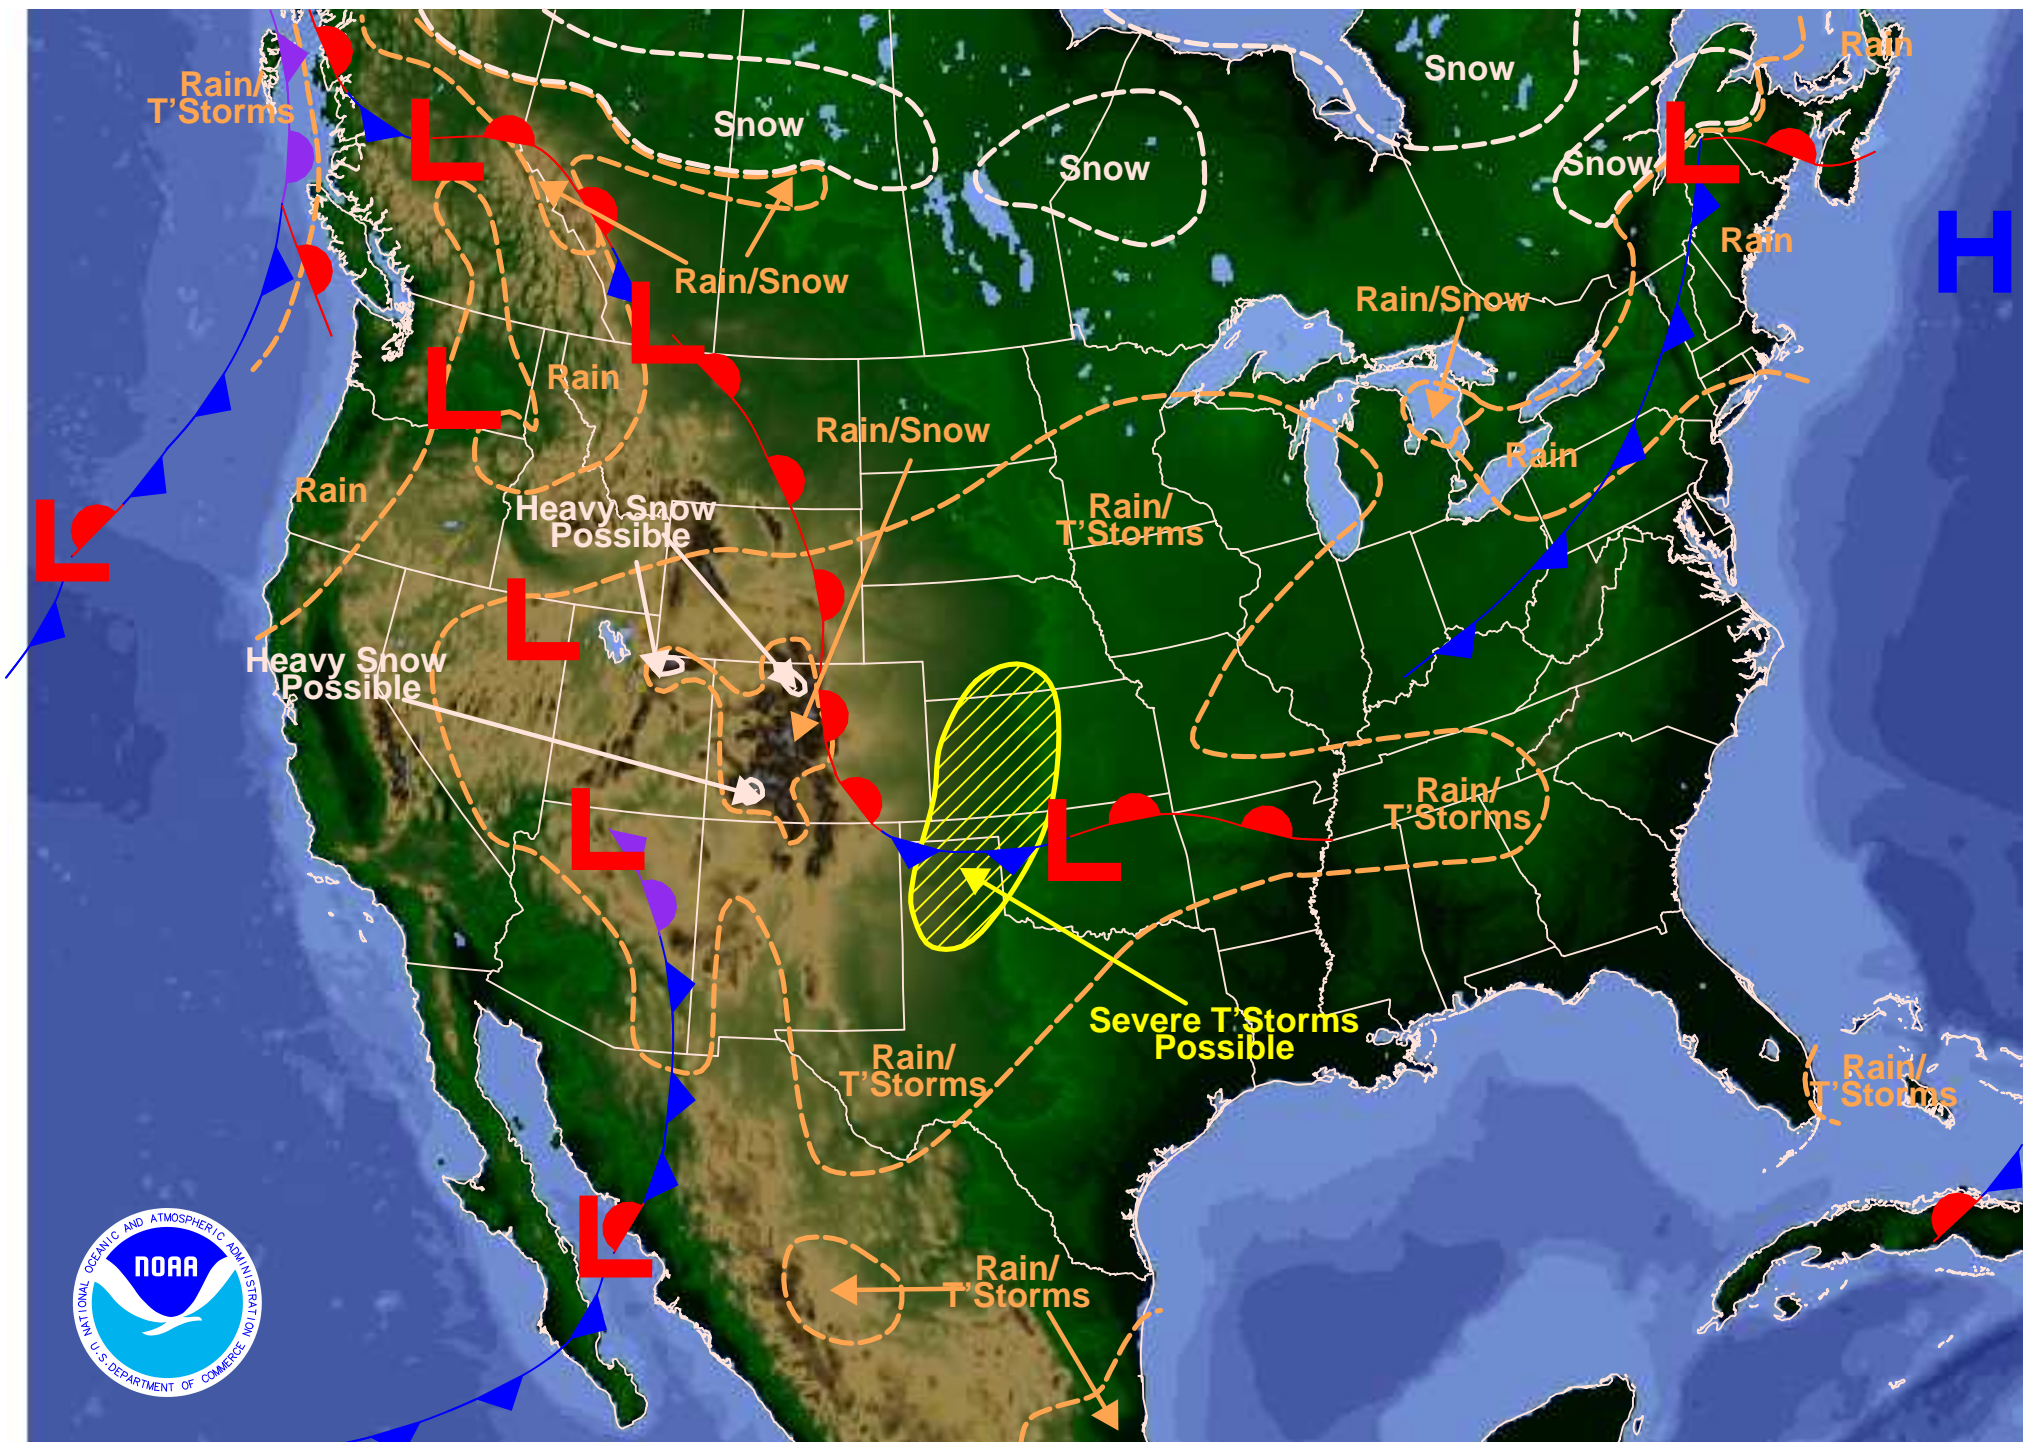 Rain/
T'Storms
Snow
Snow
Snow
Snow
Rain
L
L
Rain
H
Rain/Snow
Rain/Snow
L
Rain
L
Rain/Snow
Rain
Rain
Heavy Snow
Possible
Rain/
T'Storms
L
L
Heavy Snow
Possible
Rain/
T'Storms
L
L
Severe T'Storms
Possible
Rain/
T'Storms
Rain/
T'Storms
L
Rain/
T'Storms
NATIONAL OCEANIC AND ATMOSPHERIC ADMINISTRATION
NOAA
U.S. DEPARTMENT OF COMMERCE